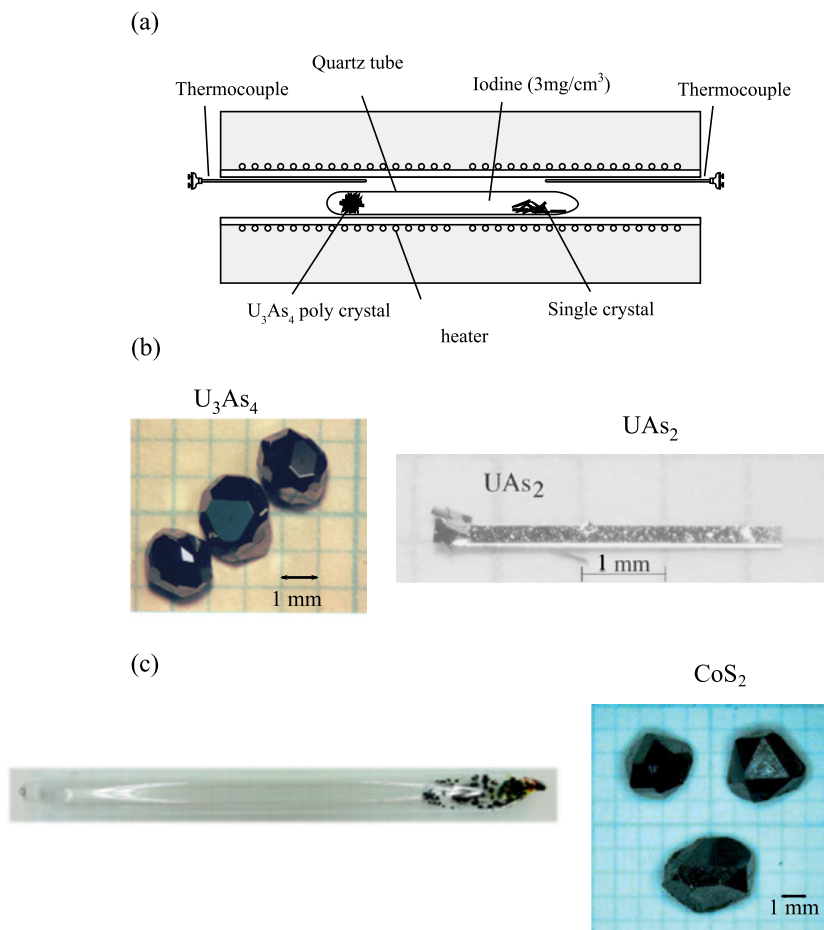 (a)
Quartz tube
Iodine (3mg/cm³)
Thermocouple
Thermocouple
U₃As₄ poly crystal
Single crystal
heater
(b)
U₃As₄
UAs₂
UAs₂
1 mm
1 mm
(c)
CoS₂
1 mm